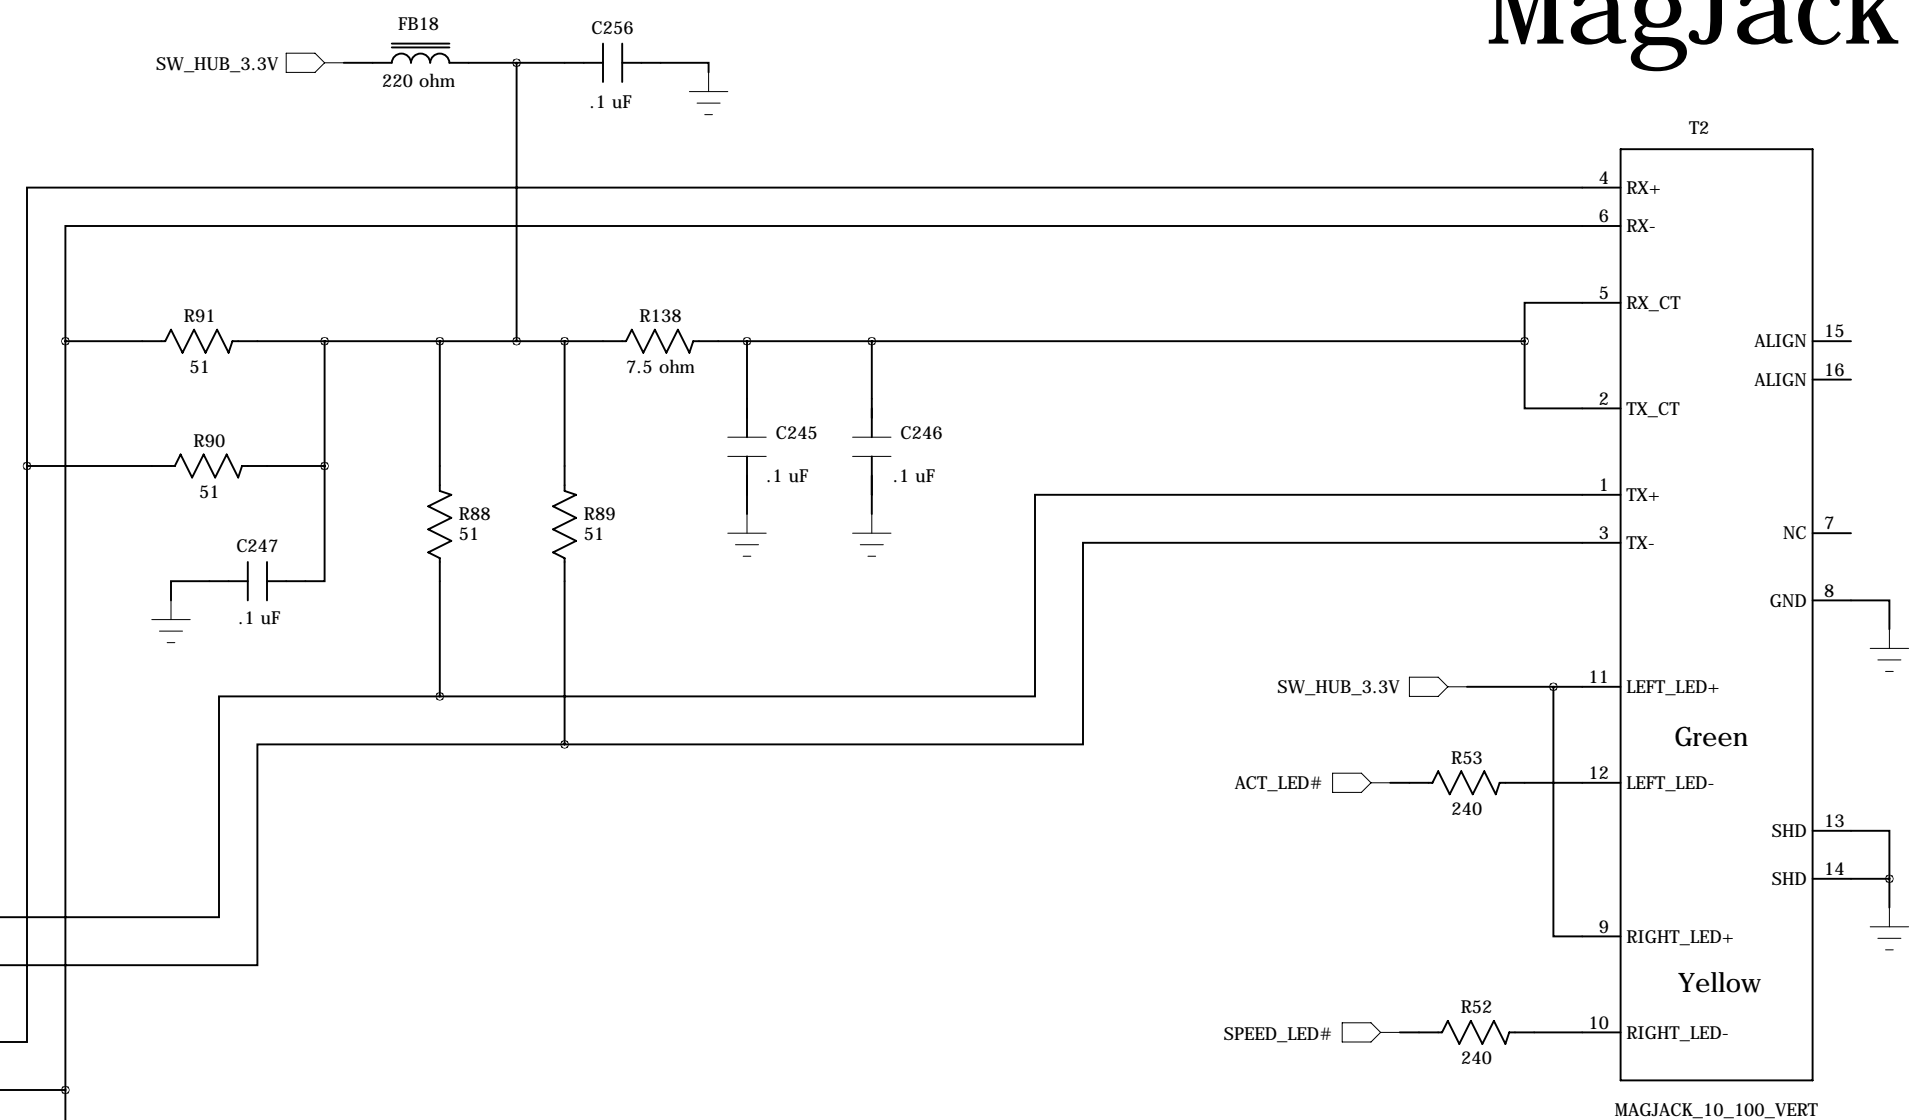 MagJack
FB18
SW_HUB_3.3V
220 ohm
C256
.1 uF
T2
4 RX+
6 RX-
5 RX_CT
R91
51
R138
7.5 ohm
ALIGN 15
ALIGN 16
2 TX_CT
R90
51
C245
.1 uF
C246
.1 uF
1 TX+
R88
51
R89
51
3 TX-
NC 7
C247
.1 uF
GND 8
SW_HUB_3.3V
11 LEFT_LED+
Green
ACT_LED#
R53
240
12 LEFT_LED-
SHD 13
SHD 14
9 RIGHT_LED+
Yellow
SPEED_LED#
R52
240
10 RIGHT_LED-
MAGJACK_10_100_VERT